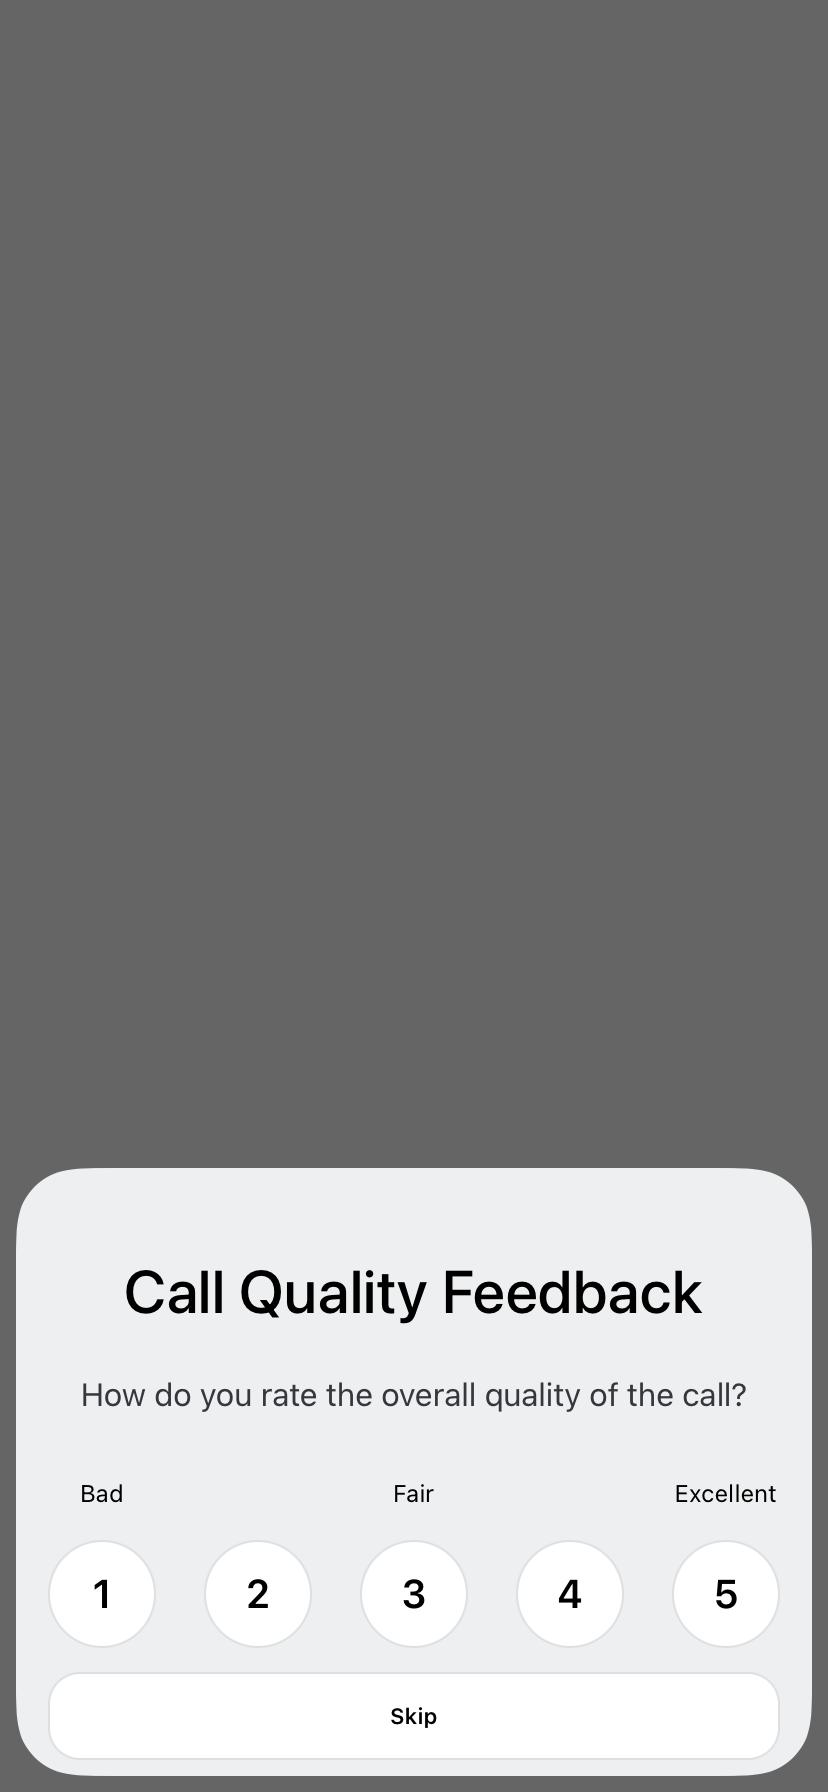 Call Quality Feedback
How do you rate the overall quality of the call?
Bad Fair Excellent
1 2 3 4 5
Skip